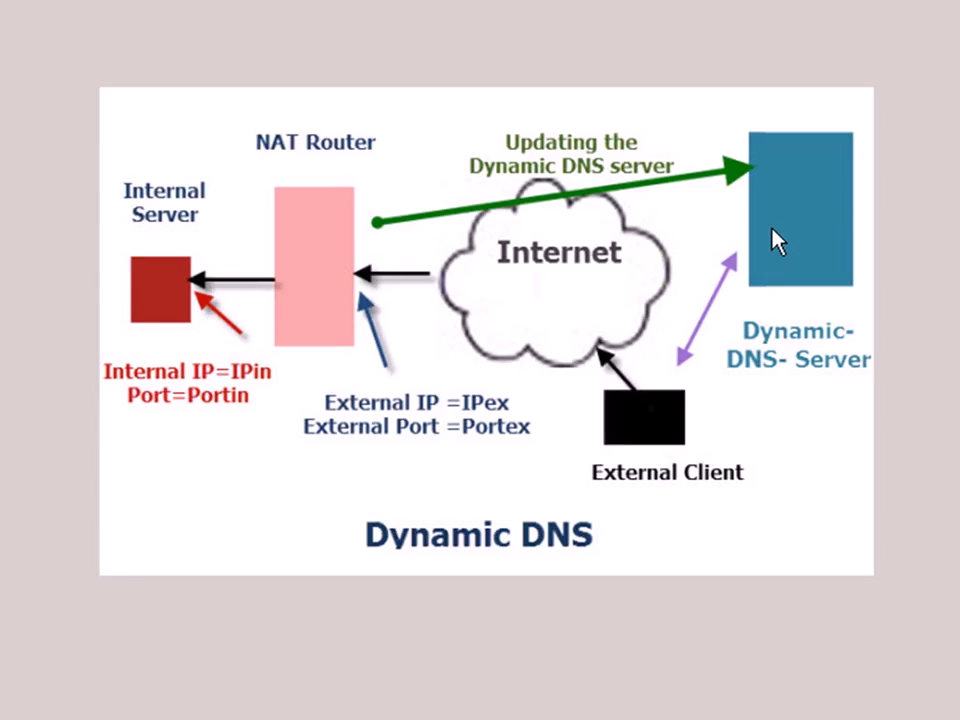 NAT Router
Updating the
Dynamic DNS server
Internal
Server
Internet
Dynamic-
DNS- Server
Internal IP=IPin
Port=Portin
External IP =IPex
External Port =Portex
External Client
Dynamic DNS